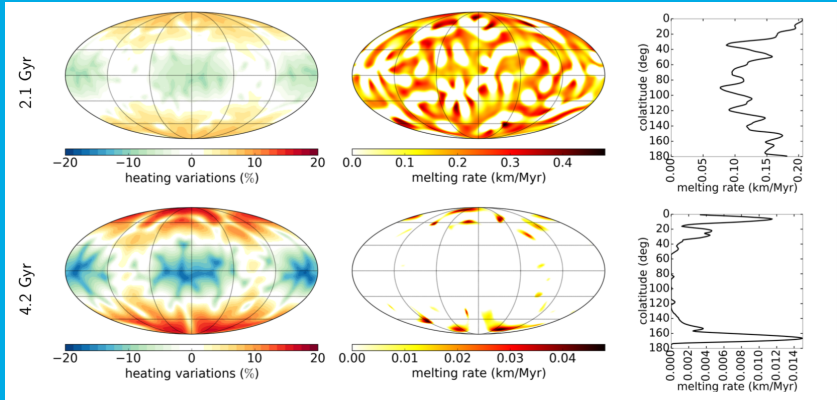 2.1 Gyr
−20 −10 0 10 20
heating variations (%)
0.0 0.1 0.2 0.3 0.4
melting rate (km/Myr)
colatitude (deg)
0
20
40
60
80
100
120
140
160
180
0.00 0.05 0.10 0.15 0.20
melting rate (km/Myr)
4.2 Gyr
−20 −10 0 10 20
heating variations (%)
0.00 0.01 0.02 0.03 0.04
melting rate (km/Myr)
colatitude (deg)
0
20
40
60
80
100
120
140
160
180
0.000 0.002 0.004 0.006 0.008 0.010 0.012 0.014
melting rate (km/Myr)